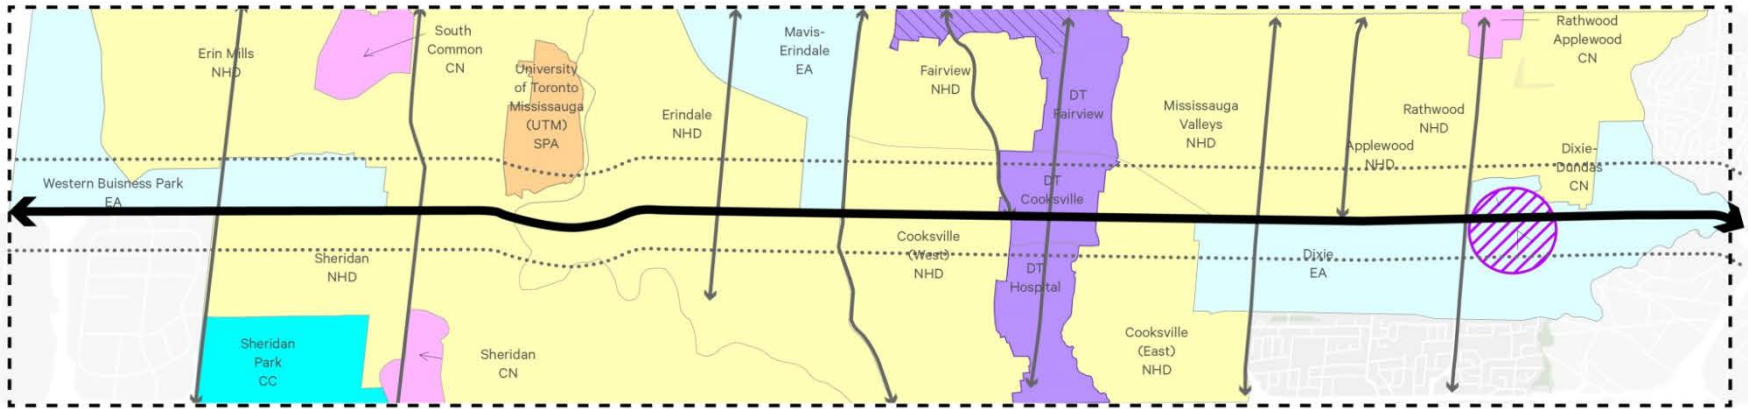 Erin Mills
NHD
South
Common
CN
University
of Toronto
Mississauga
(UTM)
SPA
Erindale
NHD
Mavis-
Erindale
EA
Fairview
NHD
DT
Fairview
Mississauga
Valleys
NHD
Applewood
NHD
Rathwood
NHD
Rathwood
Applewood
CN
Dixie-
Dundas
CN
Western Buisness Park
EA
DT
Cooksville
Sheridan
NHD
Cooksville
(West)
NHD
DT
Hospital
Dixie
EA
Sheridan
Park
CC
Sheridan
CN
Cooksville
(East)
NHD